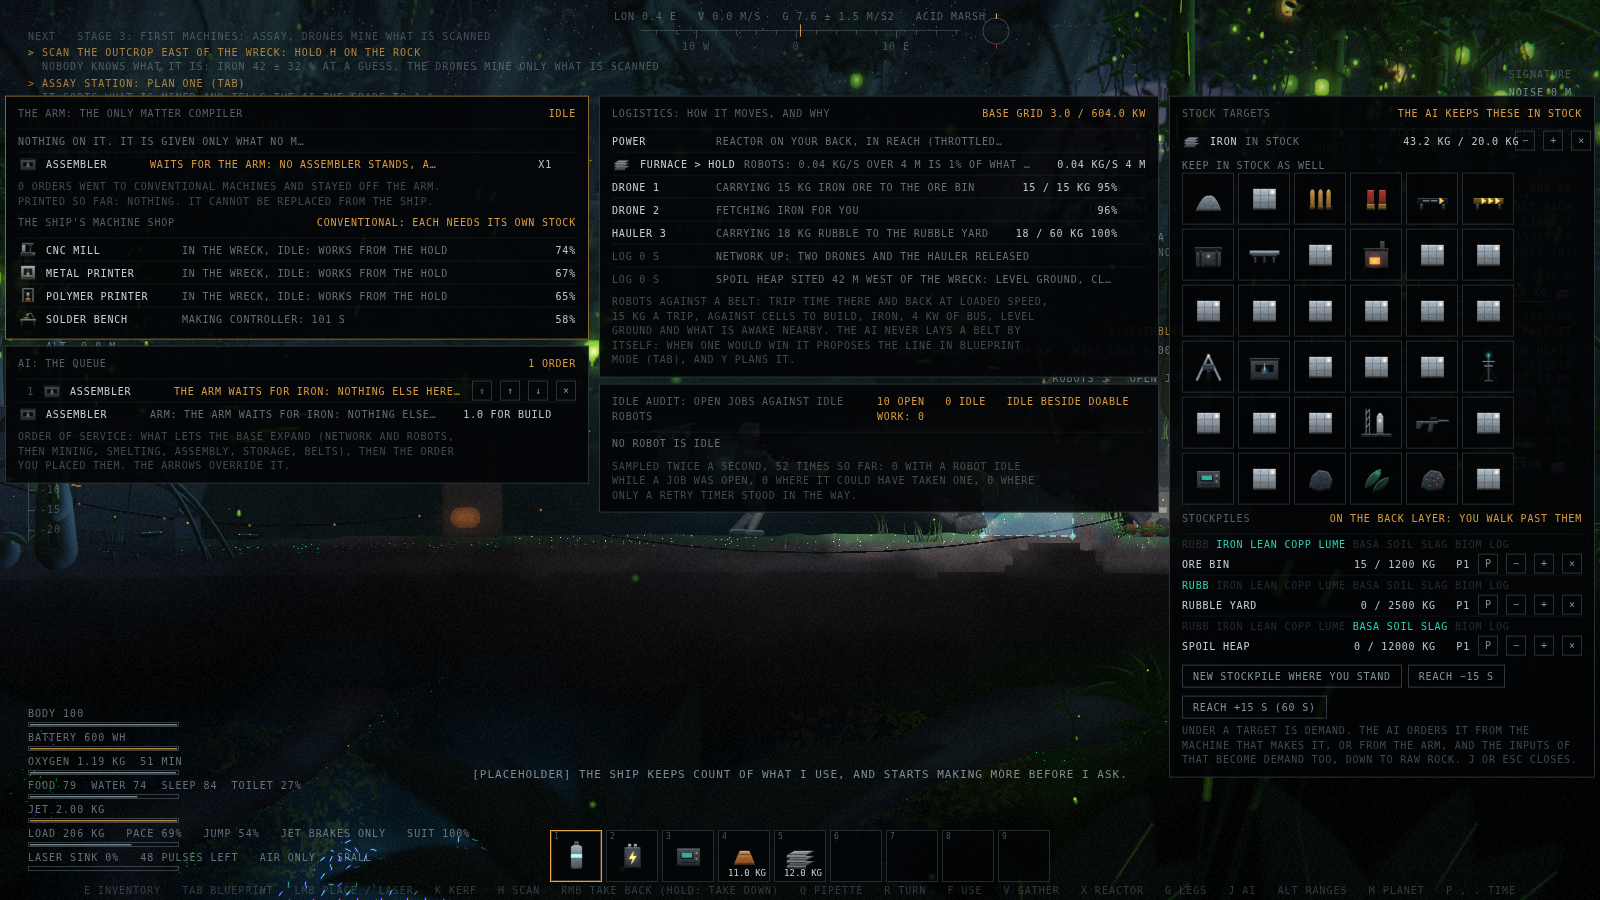 LON 0.4 E   V 0.0 M/S   G 7.6 ± 1.5 M/S2   ACID MARSH
10 W   0   10 E
NEXT   STAGE 3: FIRST MACHINES: ASSAY, DRONES MINE WHAT IS SCANNED
> SCAN THE OUTCROP EAST OF THE WRECK: HOLD H ON THE ROCK
NOBODY KNOWS WHAT IT IS: IRON 42 ± 32 % AT A GUESS. THE DRONES MINE ONLY WHAT IS SCANNED
> ASSAY STATION: PLAN ONE (TAB)
SIGNATURE
NOISE 0 M
THE ARM: THE ONLY MATTER COMPILER   IDLE
NOTHING ON IT. IT IS GIVEN ONLY WHAT NO M…
ASSEMBLER   WAITS FOR THE ARM: NO ASSEMBLER STANDS, A…   X1
0 ORDERS WENT TO CONVENTIONAL MACHINES AND STAYED OFF THE ARM.
PRINTED SO FAR: NOTHING. IT CANNOT BE REPLACED FROM THE SHIP.
THE SHIP'S MACHINE SHOP   CONVENTIONAL: EACH NEEDS ITS OWN STOCK
CNC MILL   IN THE WRECK, IDLE: WORKS FROM THE HOLD   74%
METAL PRINTER   IN THE WRECK, IDLE: WORKS FROM THE HOLD   67%
POLYMER PRINTER   IN THE WRECK, IDLE: WORKS FROM THE HOLD   65%
SOLDER BENCH   MAKING CONTROLLER: 101 S   58%
AI: THE QUEUE   1 ORDER
1   ASSEMBLER   THE ARM WAITS FOR IRON: NOTHING ELSE HERE…   ↑   ↑   ↓   ×
ASSEMBLER   ARM: THE ARM WAITS FOR IRON: NOTHING ELSE…   1.0 FOR BUILD
ORDER OF SERVICE: WHAT LETS THE BASE EXPAND (NETWORK AND ROBOTS,
THEN MINING, SMELTING, ASSEMBLY, STORAGE, BELTS), THEN THE ORDER
YOU PLACED THEM. THE ARROWS OVERRIDE IT.
-15
-20
LOGISTICS: HOW IT MOVES, AND WHY   BASE GRID 3.0 / 604.0 KW
POWER   REACTOR ON YOUR BACK, IN REACH (THROTTLED…
FURNACE > HOLD   ROBOTS: 0.04 KG/S OVER 4 M IS 1% OF WHAT …   0.04 KG/S 4 M
DRONE 1   CARRYING 15 KG IRON ORE TO THE ORE BIN   15 / 15 KG 95%
DRONE 2   FETCHING IRON FOR YOU   96%
HAULER 3   CARRYING 18 KG RUBBLE TO THE RUBBLE YARD   18 / 60 KG 100%
LOG 0 S   NETWORK UP: TWO DRONES AND THE HAULER RELEASED
LOG 0 S   SPOIL HEAP SITED 42 M WEST OF THE WRECK: LEVEL GROUND, CL…
ROBOTS AGAINST A BELT: TRIP TIME THERE AND BACK AT LOADED SPEED,
15 KG A TRIP, AGAINST CELLS TO BUILD, IRON, 4 KW OF BUS, LEVEL
GROUND AND WHAT IS AWAKE NEARBY. THE AI NEVER LAYS A BELT BY
ITSELF: WHEN ONE WOULD WIN IT PROPOSES THE LINE IN BLUEPRINT
MODE (TAB), AND Y PLANS IT.
IDLE AUDIT: OPEN JOBS AGAINST IDLE   10 OPEN   0 IDLE   IDLE BESIDE DOABLE
ROBOTS   WORK: 0
NO ROBOT IS IDLE
SAMPLED TWICE A SECOND, 52 TIMES SO FAR: 0 WITH A ROBOT IDLE
WHILE A JOB WAS OPEN, 0 WHERE IT COULD HAVE TAKEN ONE, 0 WHERE
ONLY A RETRY TIMER STOOD IN THE WAY.
STOCK TARGETS   THE AI KEEPS THESE IN STOCK
IRON IN STOCK   43.2 KG / 20.0 KG   −   +   ×
KEEP IN STOCK AS WELL
STOCKPILES   ON THE BACK LAYER: YOU WALK PAST THEM
RUBB IRON LEAN COPP LUME BASA SOIL SLAG BIOM LOG
ORE BIN   15 / 1200 KG   P1   P   −   +   ×
RUBB IRON LEAN COPP LUME BASA SOIL SLAG BIOM LOG
RUBBLE YARD   0 / 2500 KG   P1   P   −   +   ×
RUBB IRON LEAN COPP LUME BASA SOIL SLAG BIOM LOG
SPOIL HEAP   0 / 12000 KG   P1   P   −   +   ×
NEW STOCKPILE WHERE YOU STAND   REACH −15 S
REACH +15 S (60 S)
UNDER A TARGET IS DEMAND. THE AI ORDERS IT FROM THE
MACHINE THAT MAKES IT, OR FROM THE ARM, AND THE INPUTS OF
THAT BECOME DEMAND TOO, DOWN TO RAW ROCK. J OR ESC CLOSES.
BODY 100
BATTERY 600 WH
OXYGEN 1.19 KG   51 MIN
FOOD 79   WATER 74   SLEEP 84   TOILET 27%
JET 2.00 KG
LOAD 206 KG   PACE 69%   JUMP 54%   JET BRAKES ONLY   SUIT 100%
LASER SINK 0%   48 PULSES LEFT   AIR ONLY   SMALL
[PLACEHOLDER] THE SHIP KEEPS COUNT OF WHAT I USE, AND STARTS MAKING MORE BEFORE I ASK.
1   2   3   4   5   6   7   8   9
11.0 KG   12.0 KG
E INVENTORY   TAB BLUEPRINT   LMB PLACE / LASER   K KERF   H SCAN   RMB TAKE BACK (HOLD: TAKE DOWN)   Q PIPETTE   R TURN   F USE   V GATHER   X REACTOR   G LEGS   J AI   ALT RANGES   M PLANET   P , . TIME